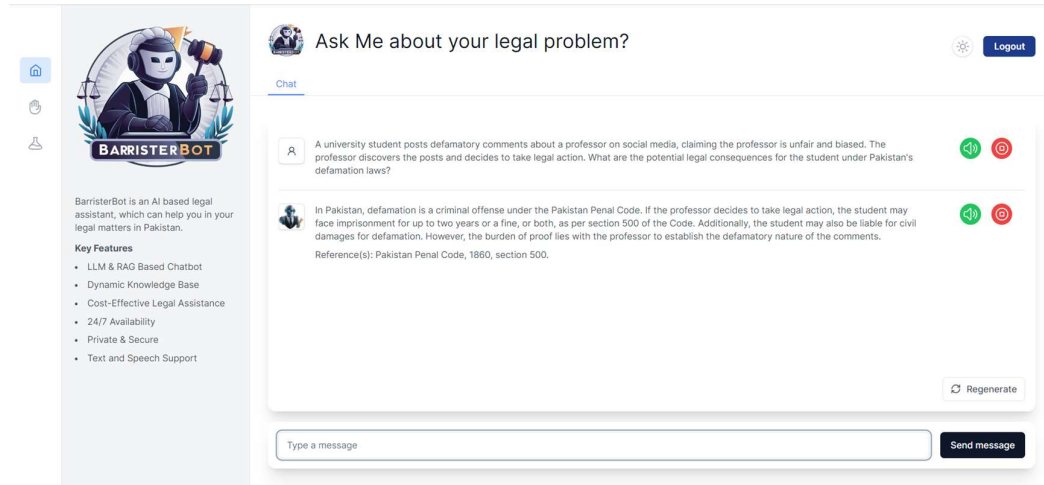 BARRISTERBOT
BarristerBot is an AI based legal
assistant, which can help you in your
legal matters in Pakistan.
Key Features
• LLM & RAG Based Chatbot
• Dynamic Knowledge Base
• Cost-Effective Legal Assistance
• 24/7 Availability
• Private & Secure
• Text and Speech Support
Ask Me about your legal problem?
Logout
Chat
A university student posts defamatory comments about a professor on social media, claiming the professor is unfair and biased. The
professor discovers the posts and decides to take legal action. What are the potential legal consequences for the student under Pakistan's
defamation laws?
In Pakistan, defamation is a criminal offense under the Pakistan Penal Code. If the professor decides to take legal action, the student may
face imprisonment for up to two years or a fine, or both, as per section 500 of the Code. Additionally, the student may also be liable for civil
damages for defamation. However, the burden of proof lies with the professor to establish the defamatory nature of the comments.
Reference(s): Pakistan Penal Code, 1860, section 500.
Regenerate
Type a message
Send message